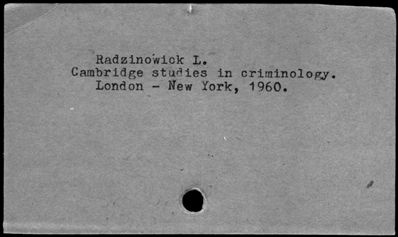 Radzinowick L.
Cambridge studies in criminology.
London - New York, 1960.